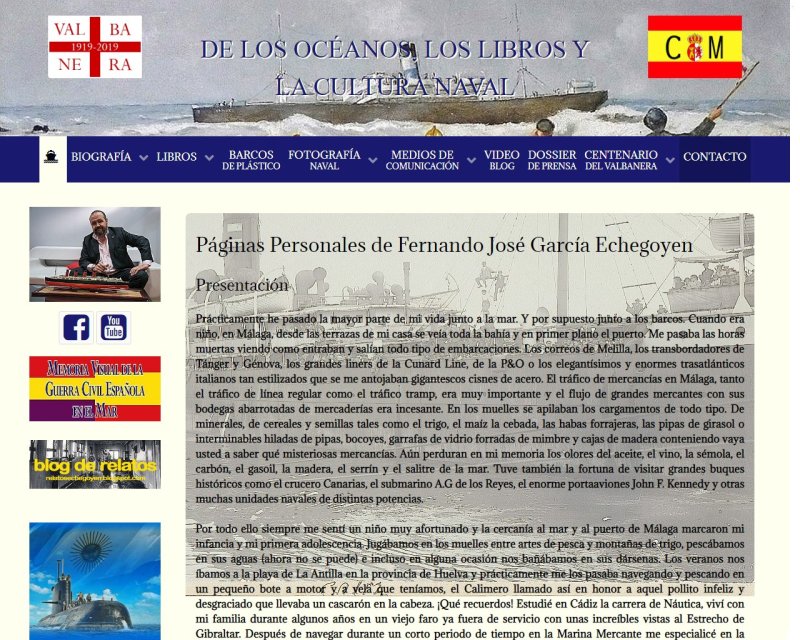 VAL BA
1919-2019
NE RA
DE LOS OCÉANOS, LOS LIBROS Y
LA CULTURA NAVAL
C M
BIOGRAFÍA
LIBROS
BARCOS
DE PLÁSTICO
FOTOGRAFÍA
NAVAL
MEDIOS DE
COMUNICACIÓN
VIDEO
BLOG
DOSSIER
DE PRENSA
CENTENARIO
DEL VALBANERA
CONTACTO
You
Tube
MEMORIA VISUAL DE LA
GUERRA CIVIL ESPAÑOLA
EN EL MAR
blog de relatos
relatosechegoyen.blogspot.com
Páginas Personales de Fernando José García Echegoyen
Presentación
Prácticamente he pasado la mayor parte de mi vida junto a la mar. Y por supuesto junto a los barcos. Cuando era
niño, en Málaga, desde las terrazas de mi casa se veía toda la bahía y en primer plano el puerto. Me pasaba las horas
muertas viendo como entraban y salían todo tipo de embarcaciones. Los correos de Melilla, los transbordadores de
Tánger y Génova, los grandes liners de la Cunard Line, de la P&O o los elegantísimos y enormes trasatlánticos
italianos tan estilizados que se me antojaban gigantescos cisnes de acero. El tráfico de mercancías en Málaga, tanto
el tráfico de línea regular como el tráfico tramp, era muy importante y el flujo de grandes mercantes con sus
bodegas abarrotadas de mercaderías era incesante. En los muelles se apilaban los cargamentos de todo tipo. De
minerales, de cereales y semillas tales como el trigo, el maíz la cebada, las habas forrajeras, las pipas de girasol o
interminables hiladas de pipas, bocoyes, garrafas de vidrio forradas de mimbre y cajas de madera conteniendo vaya
usted a saber qué misteriosas mercancías. Aún perduran en mi memoria los olores del aceite, el vino, la sémola, el
carbón, el gasoil, la madera, el serrín y el salitre de la mar. Tuve también la fortuna de visitar grandes buques
históricos como el crucero Canarias, el submarino A.G de los Reyes, el enorme portaaviones John F. Kennedy y otras
muchas unidades navales de distintas potencias.
Por todo ello siempre me sentí un niño muy afortunado y la cercanía al mar y al puerto de Málaga marcaron mi
infancia y mi primera adolescencia. Jugábamos en los muelles entre artes de pesca y montañas de trigo, pescábamos
en sus aguas (ahora no se puede) e incluso en alguna ocasión nos bañábamos en sus dársenas. Los veranos nos
íbamos a la playa de La Antilla en la provincia de Huelva y prácticamente me los pasaba navegando y pescando en
un pequeño bote a motor y a vela que teníamos, el Calimero llamado así en honor a aquel pollito infeliz y
desgraciado que llevaba un cascarón en la cabeza. ¡Qué recuerdos! Estudié en Cádiz la carrera de Náutica, viví con
mi familia durante algunos años en un viejo faro ya fuera de servicio con unas increíbles vistas al Estrecho de
Gibraltar. Después de navegar durante un corto periodo de tiempo en la Marina Mercante me especialicé en la